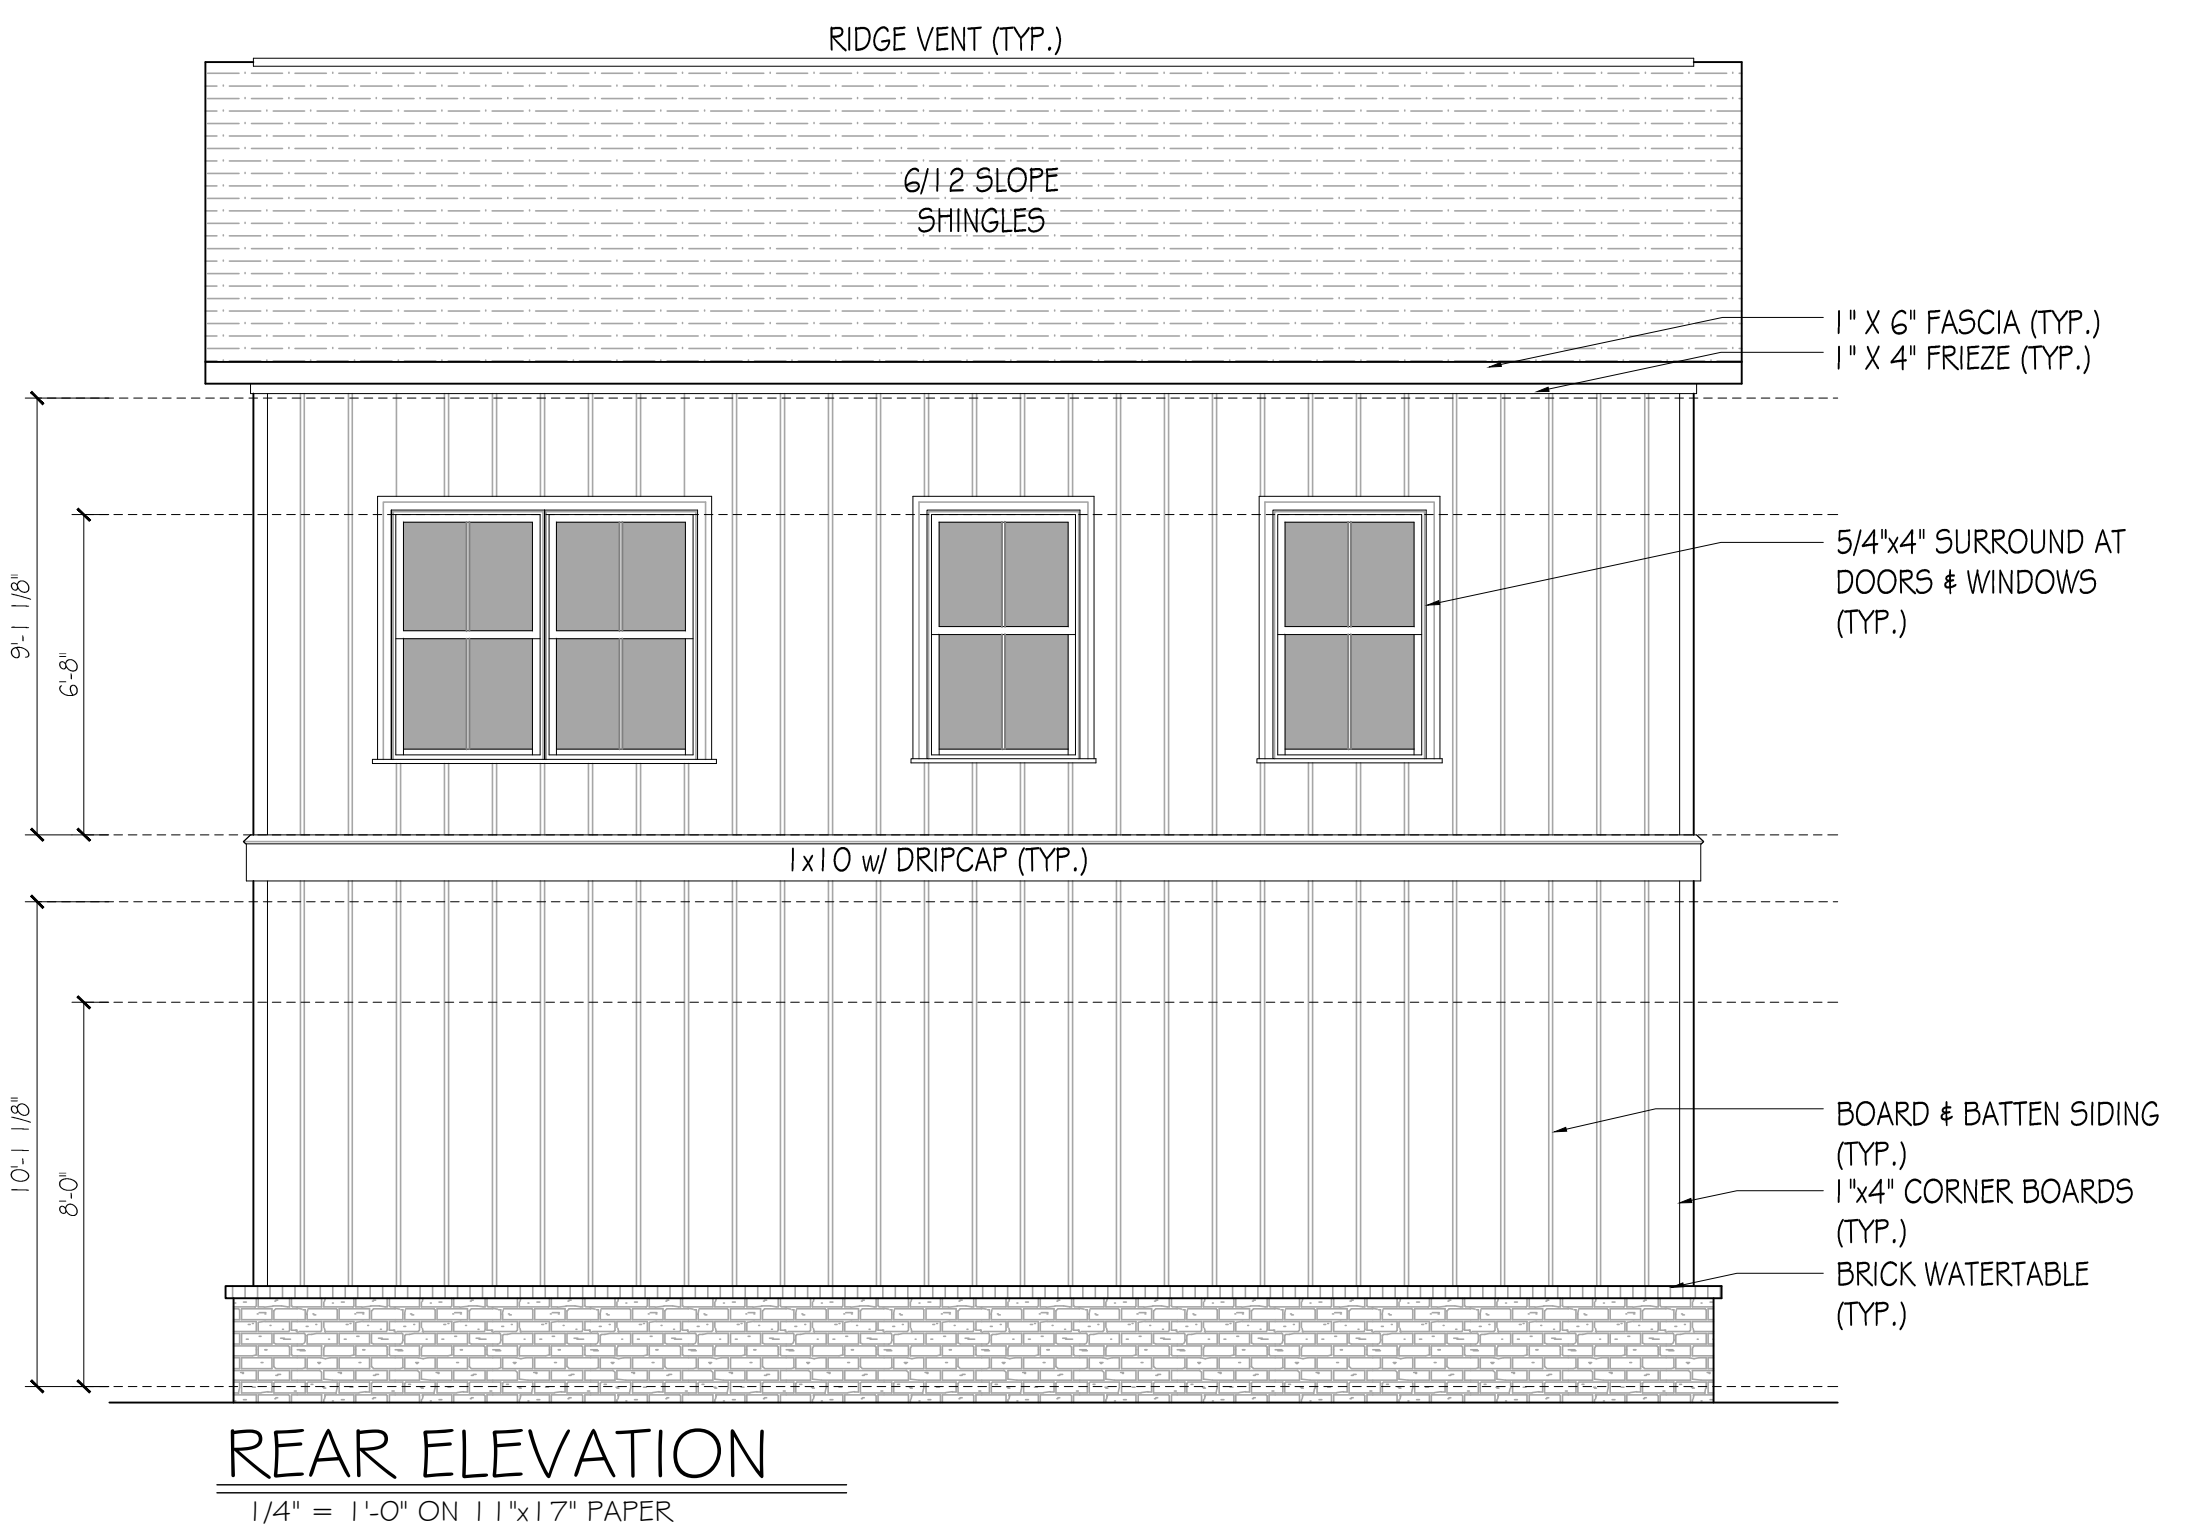 RIDGE VENT (TYP.)
6/12 SLOPE
SHINGLES
1" X 6" FASCIA (TYP.)
1" X 4" FRIEZE (TYP.)
5/4"x4" SURROUND AT
DOORS & WINDOWS
(TYP.)
9'-1 1/8"
6'-8"
1x10 w/ DRIPCAP (TYP.)
10'-1 1/8"
8'-0"
BOARD & BATTEN SIDING
(TYP.)
1"x4" CORNER BOARDS
(TYP.)
BRICK WATERTABLE
(TYP.)
REAR ELEVATION
1/4" = 1'-0" ON 11"x17" PAPER